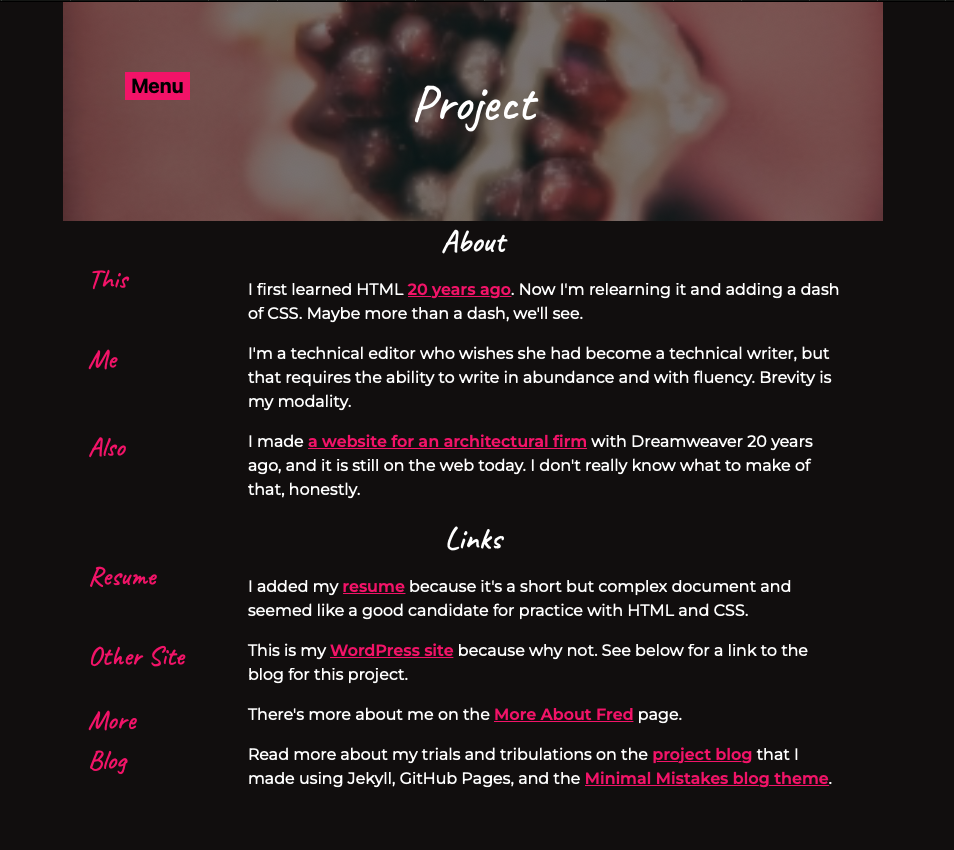 Menu
Project
About
This
I first learned HTML 20 years ago. Now I'm relearning it and adding a dash
of CSS. Maybe more than a dash, we'll see.
Me
I'm a technical editor who wishes she had become a technical writer, but
that requires the ability to write in abundance and with fluency. Brevity is
my modality.
Also
I made a website for an architectural firm with Dreamweaver 20 years
ago, and it is still on the web today. I don't really know what to make of
that, honestly.
Links
Resume
I added my resume because it's a short but complex document and
seemed like a good candidate for practice with HTML and CSS.
Other Site
This is my WordPress site because why not. See below for a link to the
blog for this project.
More
There's more about me on the More About Fred page.
Blog
Read more about my trials and tribulations on the project blog that I
made using Jekyll, GitHub Pages, and the Minimal Mistakes blog theme.